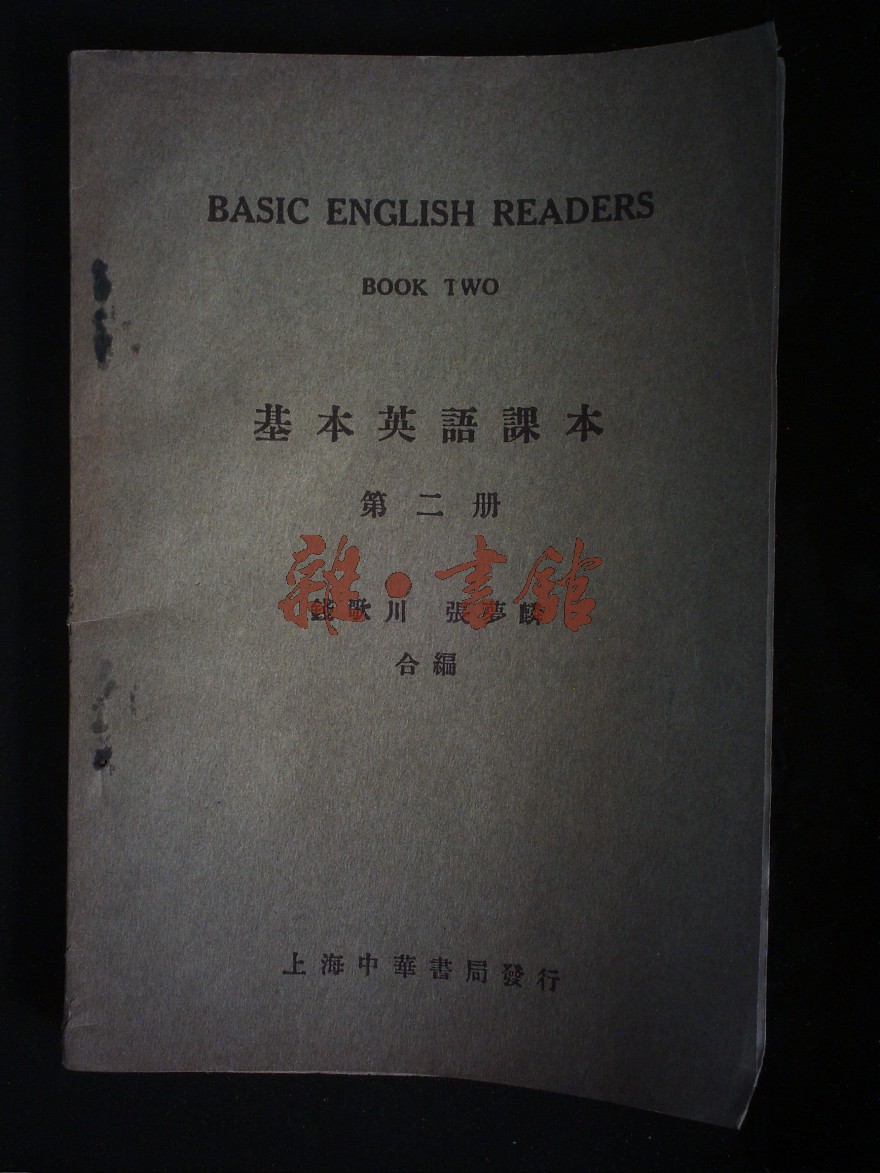 BASIC ENGLISH READERS
BOOK TWO
基本英語課本
第二册
雜·書館
錢歌川 張夢麟
合編
上海中華書局發行